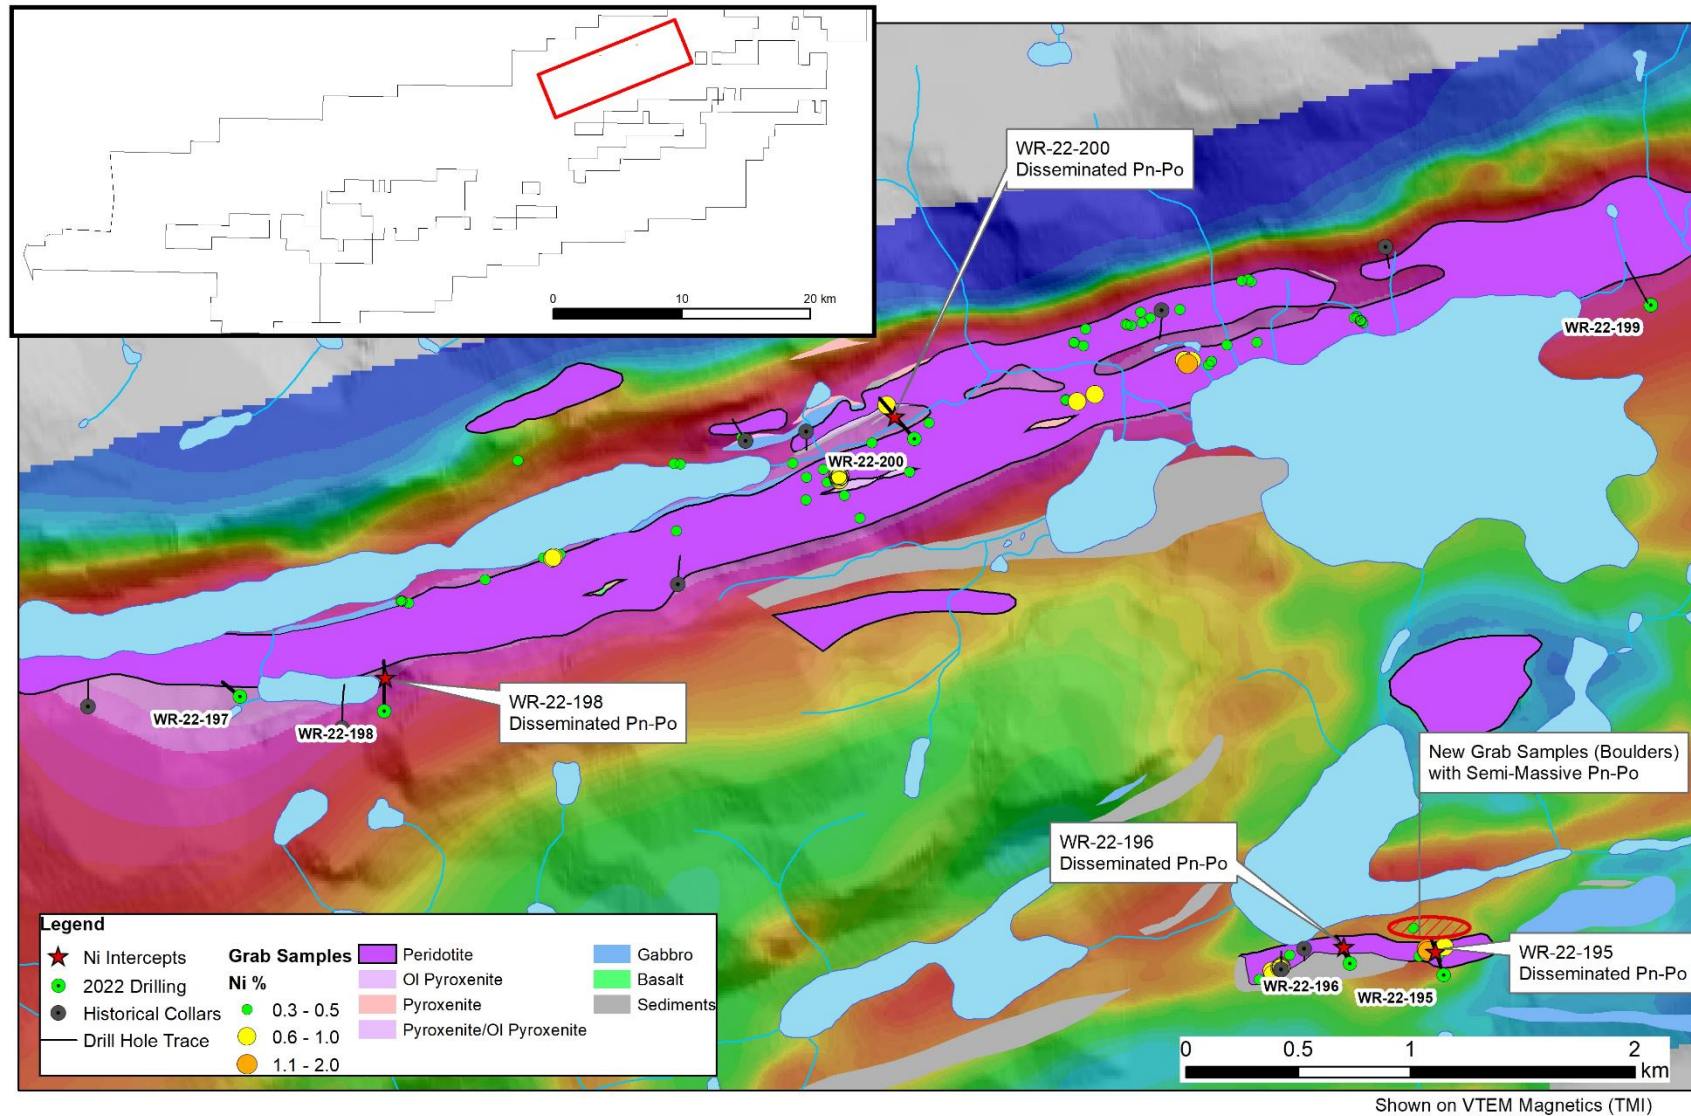 0 10 20 km
WR-22-200
Disseminated Pn-Po
WR-22-199
WR-22-200
WR-22-198
Disseminated Pn-Po
WR-22-197
WR-22-198
New Grab Samples (Boulders)
with Semi-Massive Pn-Po
WR-22-196
Disseminated Pn-Po
WR-22-195
Disseminated Pn-Po
WR-22-196
WR-22-195
Legend
Ni Intercepts
2022 Drilling
Historical Collars
Drill Hole Trace
Grab Samples
Ni %
0.3 - 0.5
0.6 - 1.0
1.1 - 2.0
Peridotite
Ol Pyroxenite
Pyroxenite
Pyroxenite/Ol Pyroxenite
Gabbro
Basalt
Sediments
0 0.5 1 2
km
Shown on VTEM Magnetics (TMI)